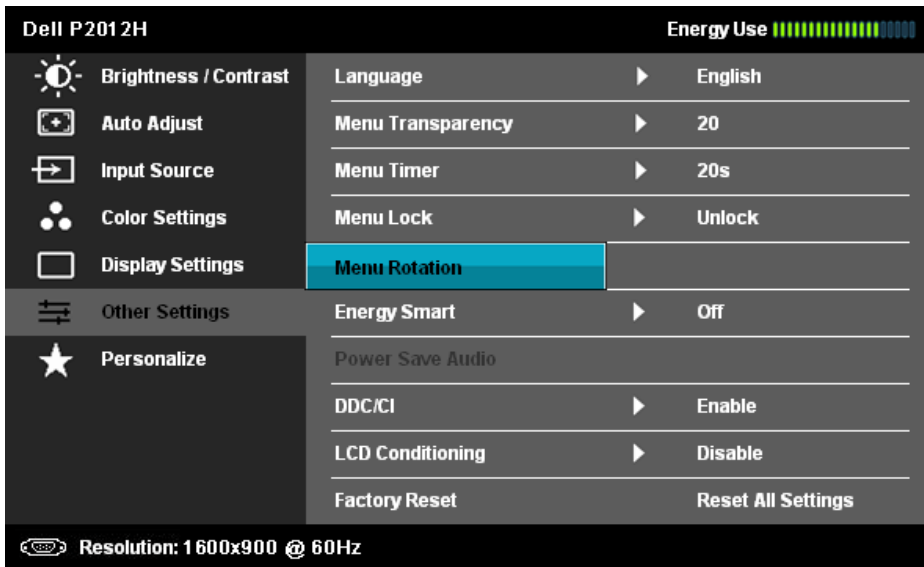 Dell P2012H Energy Use
Brightness / Contrast
Auto Adjust
Input Source
Color Settings
Display Settings
Other Settings
Personalize
Language English
Menu Transparency 20
Menu Timer 20s
Menu Lock Unlock
Menu Rotation
Energy Smart Off
Power Save Audio
DDC/CI Enable
LCD Conditioning Disable
Factory Reset Reset All Settings
Resolution: 1600x900 @ 60Hz